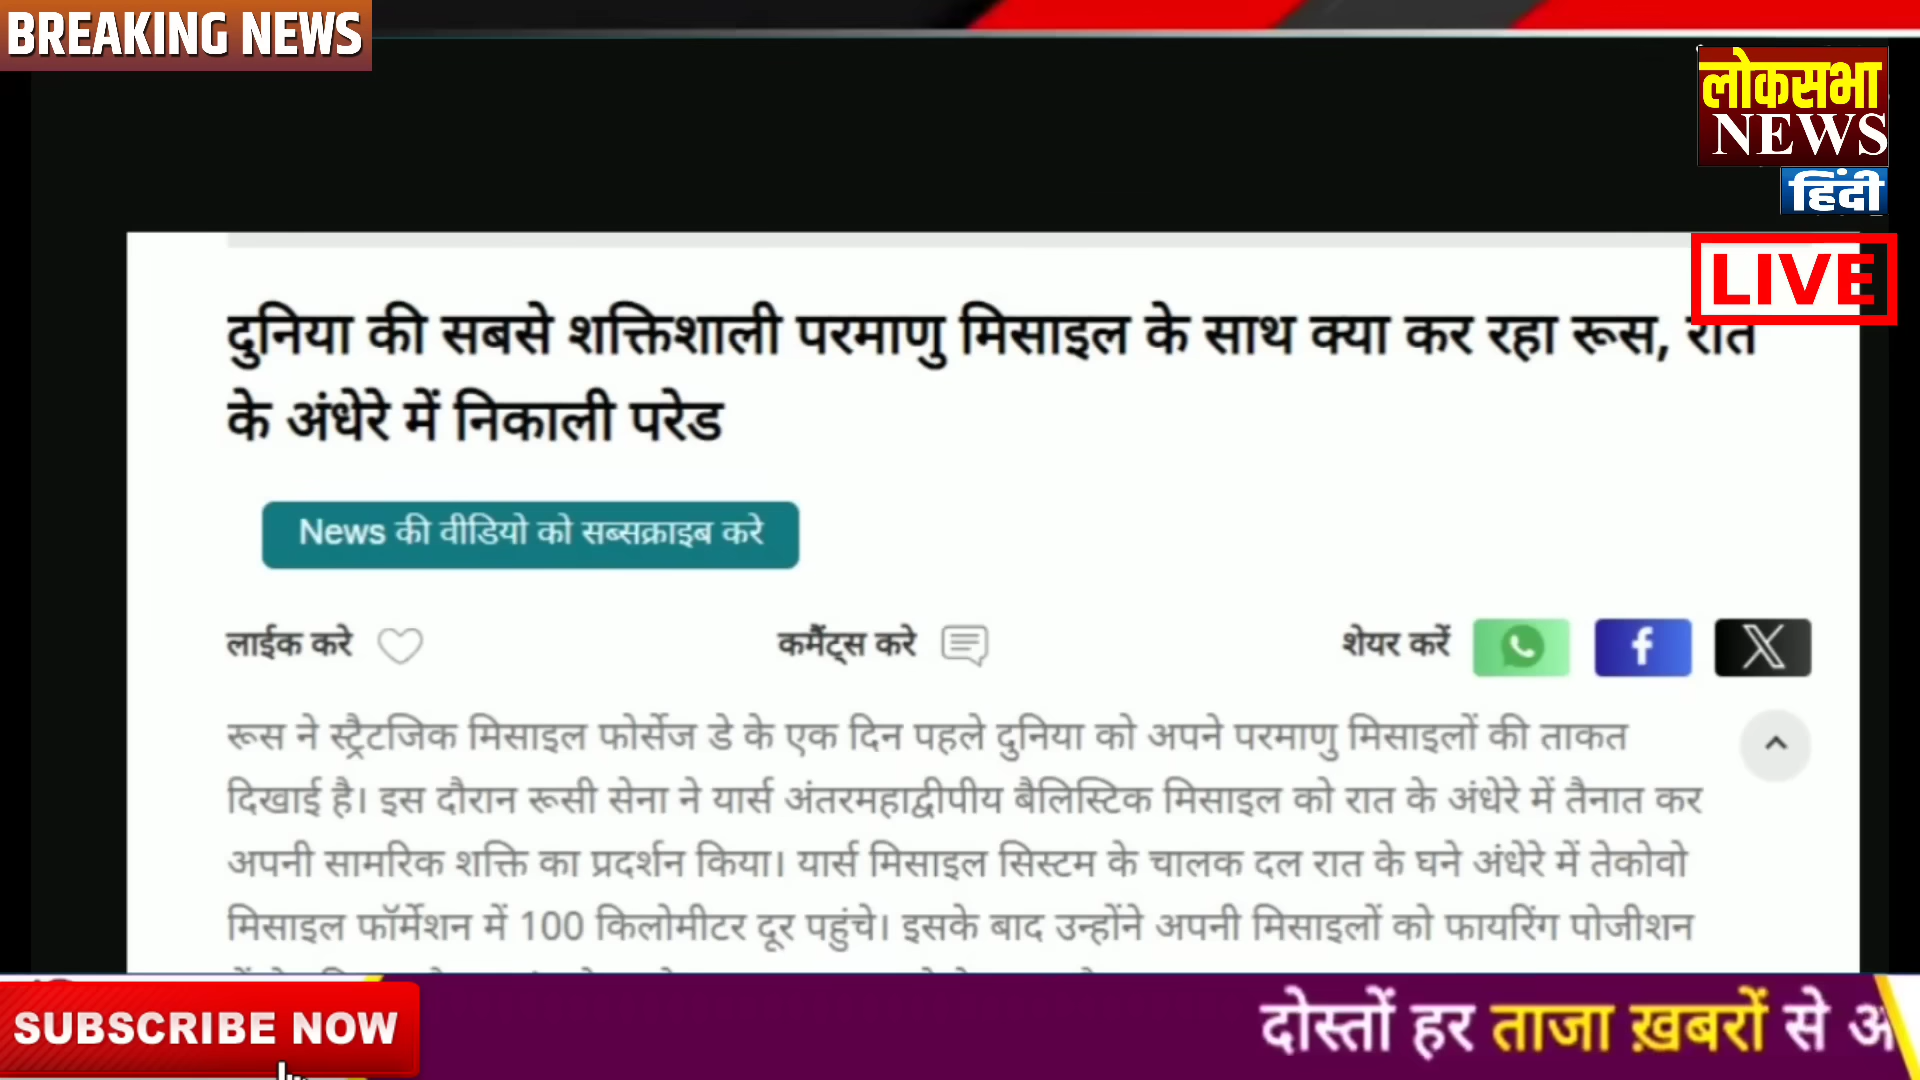 BREAKING NEWS
लोकसभा
NEWS
हिंदी
LIVE
दुनिया की सबसे शक्तिशाली परमाणु मिसाइल के साथ क्या कर रहा रूस, रात
के अंधेरे में निकाली परेड
News की वीडियो को सब्सक्राइब करे
लाईक करे
कमैंट्स करे
शेयर करें
रूस ने स्ट्रैटजिक मिसाइल फोर्सेज डे के एक दिन पहले दुनिया को अपने परमाणु मिसाइलों की ताकत
दिखाई है। इस दौरान रूसी सेना ने यार्स अंतरमहाद्वीपीय बैलिस्टिक मिसाइल को रात के अंधेरे में तैनात कर
अपनी सामरिक शक्ति का प्रदर्शन किया। यार्स मिसाइल सिस्टम के चालक दल रात के घने अंधेरे में तेकोवो
मिसाइल फॉर्मेशन में 100 किलोमीटर दूर पहुंचे। इसके बाद उन्होंने अपनी मिसाइलों को फायरिंग पोजीशन
SUBSCRIBE NOW
दोस्तों हर ताजा ख़बरों से